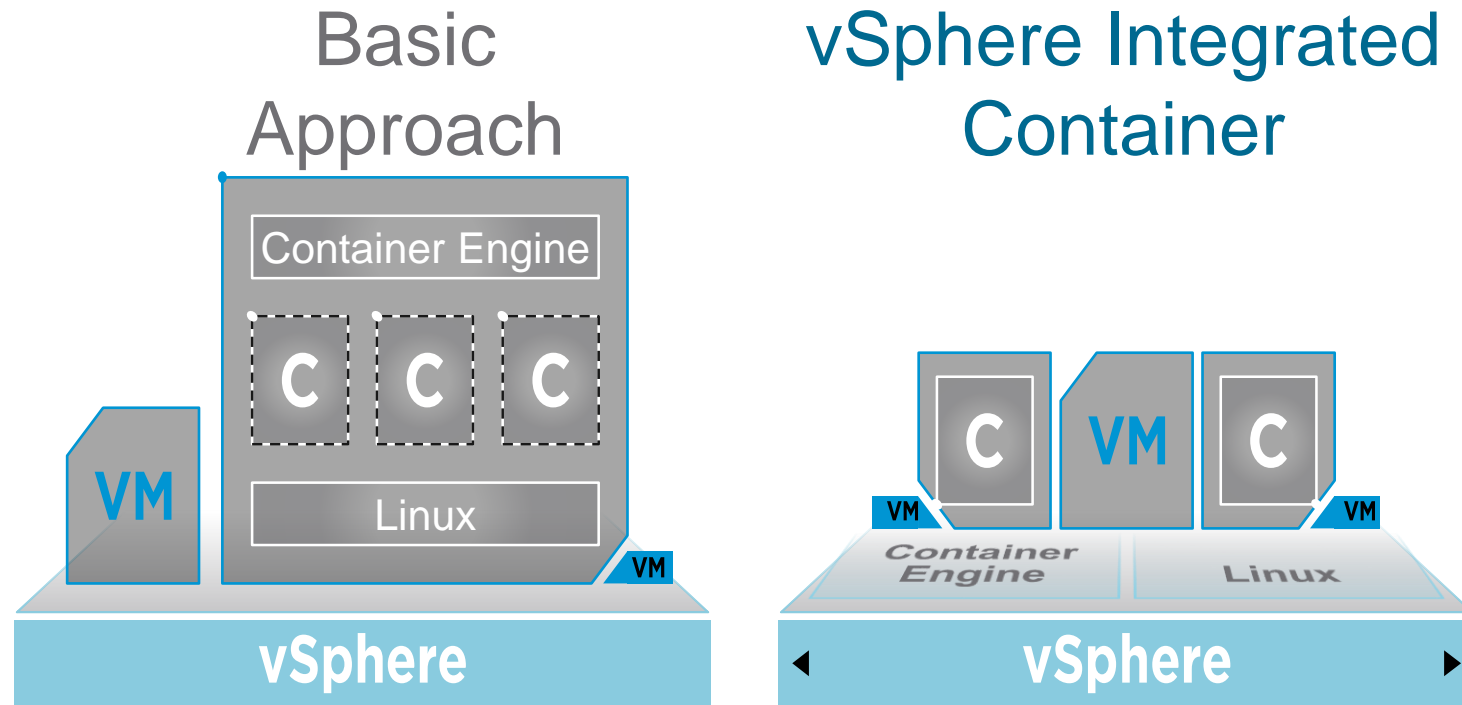 Basic
Approach
Container Engine
C C C
VM
Linux
VM
vSphere
vSphere Integrated
Container
C VM C
VM VM
Container
Engine
Linux
vSphere